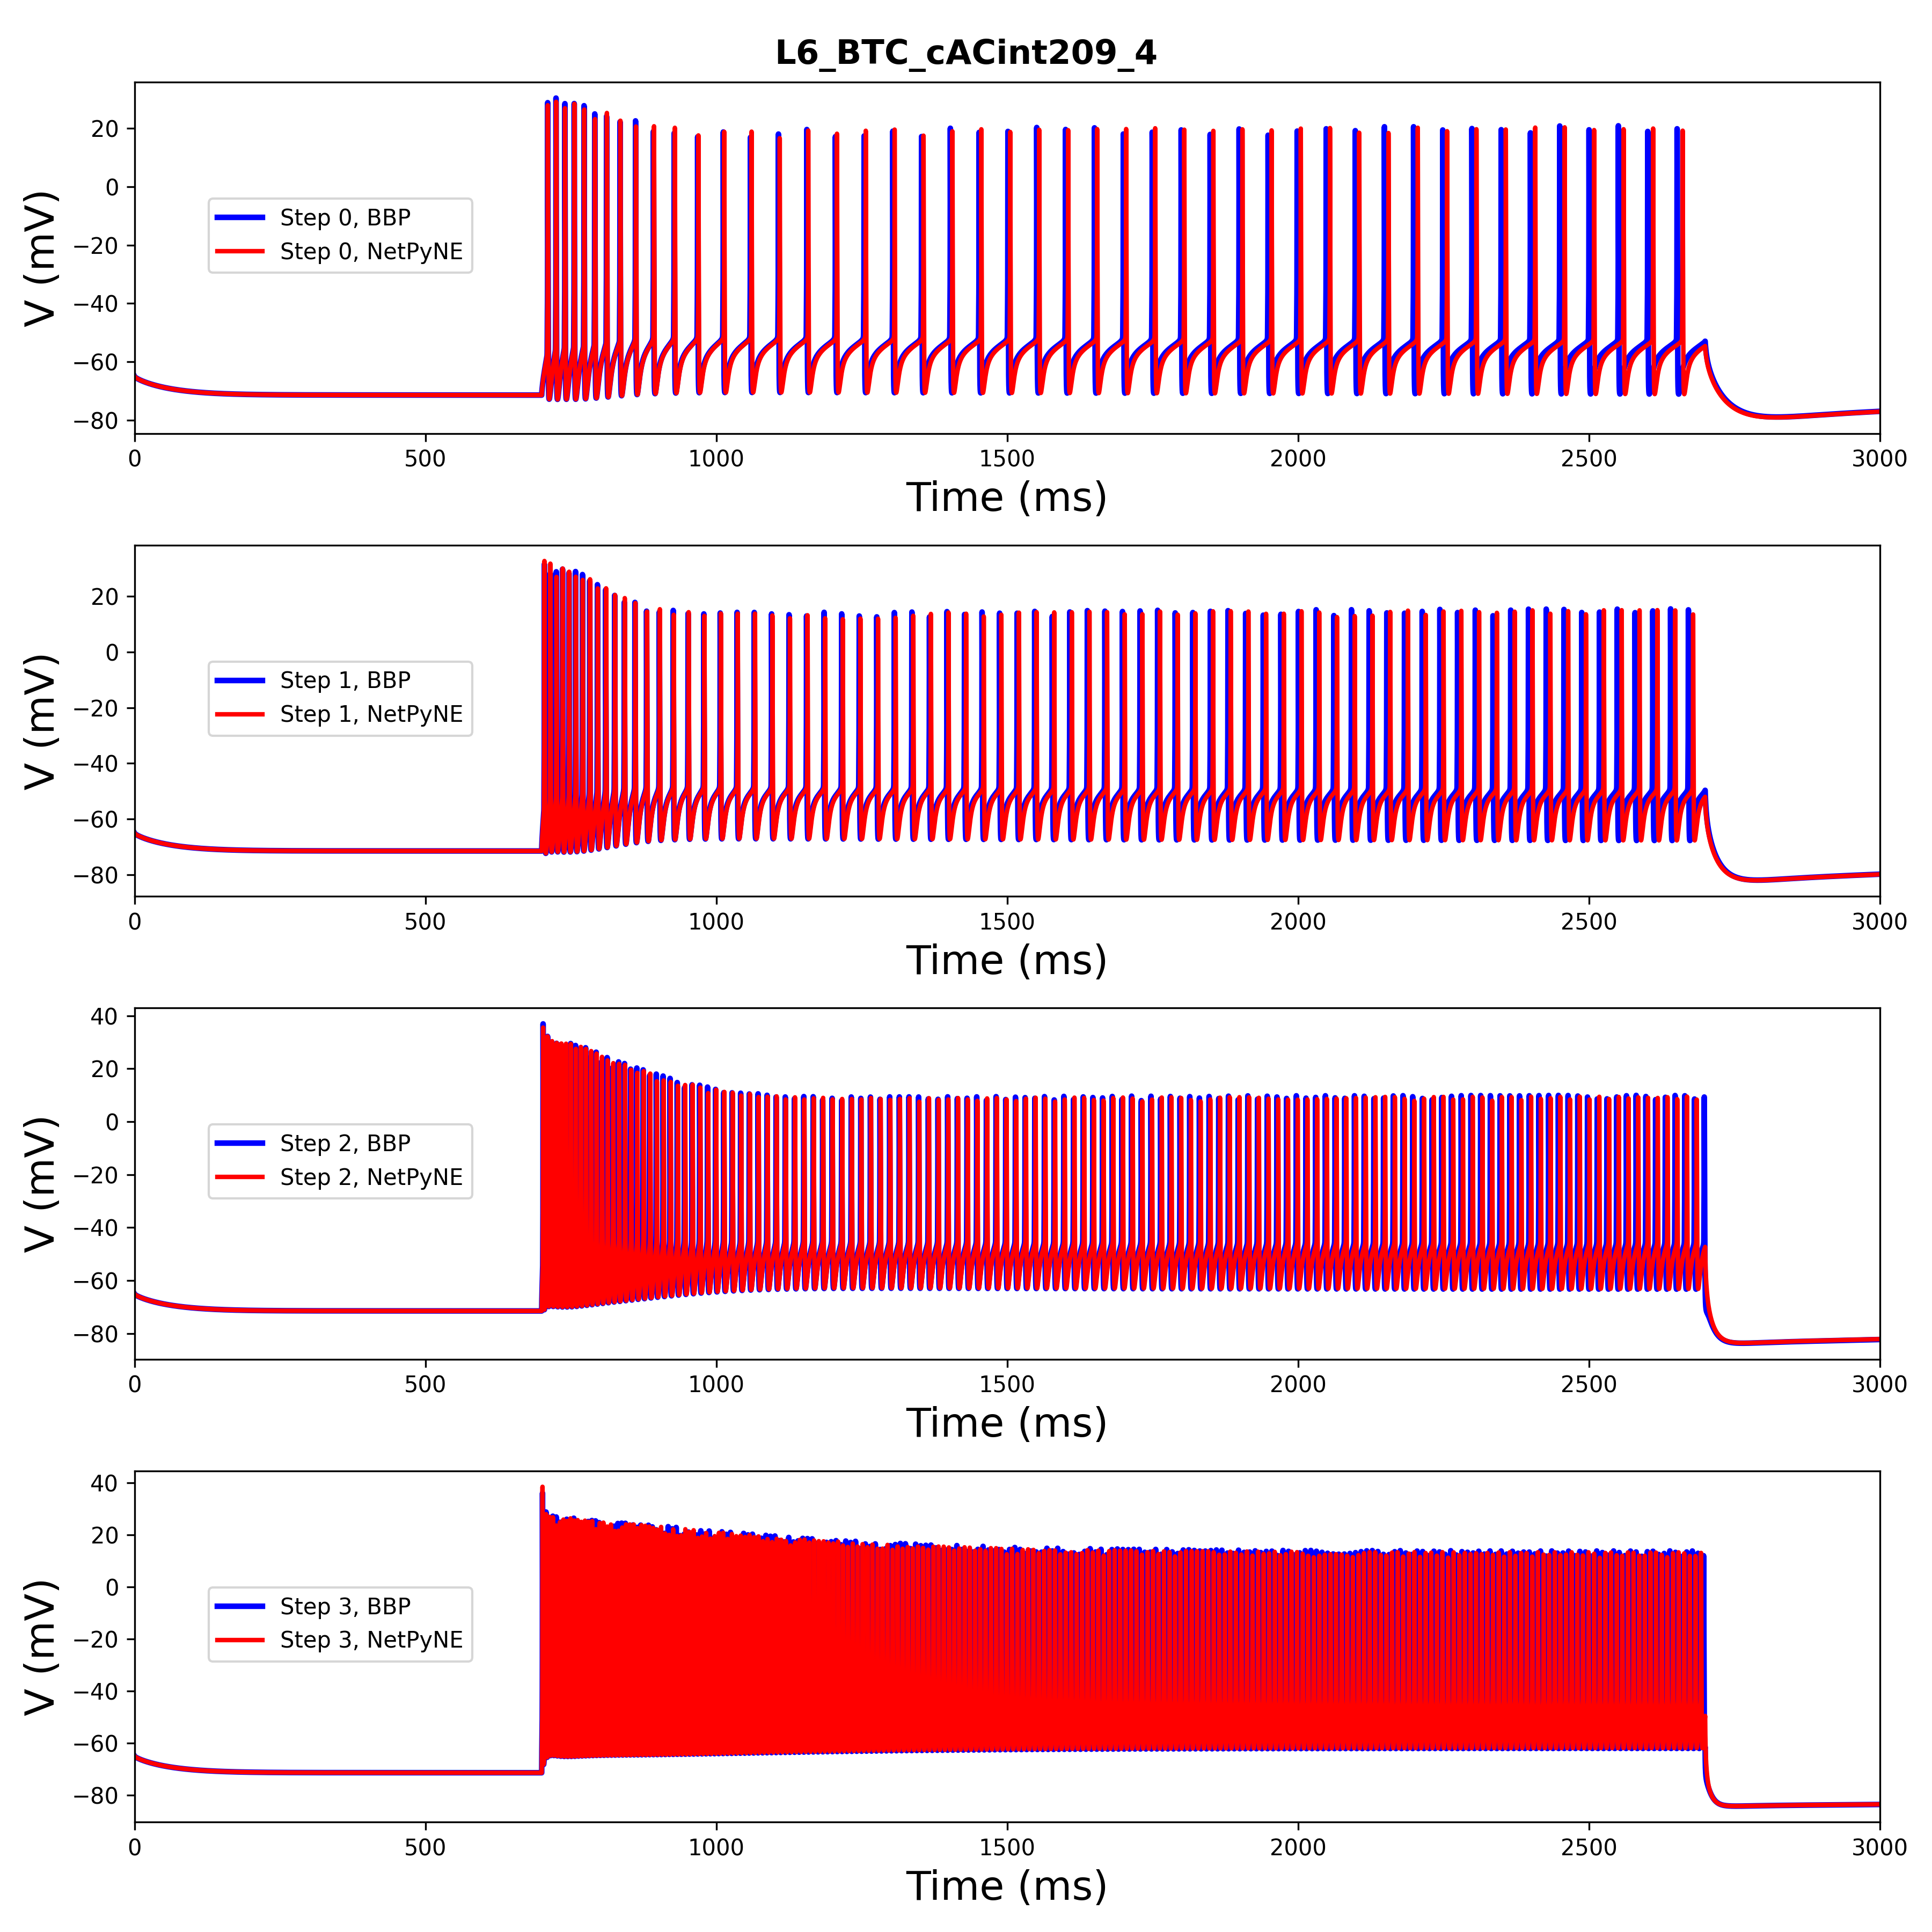 L6_BTC_cACint209_4
V (mV)
20
0
−20
−40
−60
−80
Step 0, BBP
Step 0, NetPyNE
0 500 1000 1500 2000 2500 3000
Time (ms)
V (mV)
20
0
−20
−40
−60
−80
Step 1, BBP
Step 1, NetPyNE
0 500 1000 1500 2000 2500 3000
Time (ms)
V (mV)
40
20
0
−20
−40
−60
−80
Step 2, BBP
Step 2, NetPyNE
0 500 1000 1500 2000 2500 3000
Time (ms)
V (mV)
40
20
0
−20
−40
−60
−80
Step 3, BBP
Step 3, NetPyNE
0 500 1000 1500 2000 2500 3000
Time (ms)